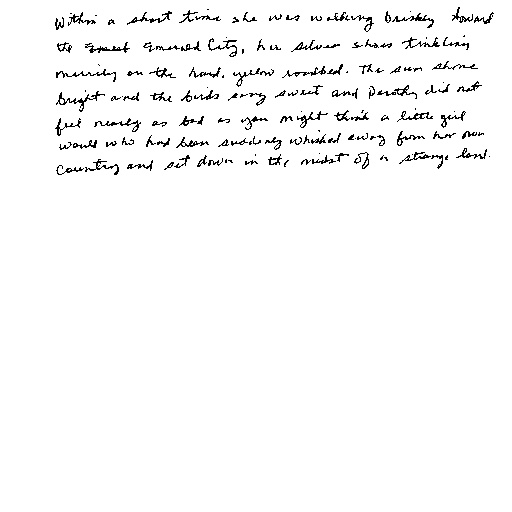 Within a short time she was walking briskly toward
the Emerald City, her silver shoes tinkling
merrily on the hard, yellow roadbed. The sun shone
bright and the birds sang sweet and Dorothy did not
feel nearly as bad as you might think a little girl
would who had been suddenly whisked away from her own
country and set down in the midst of a strange land.